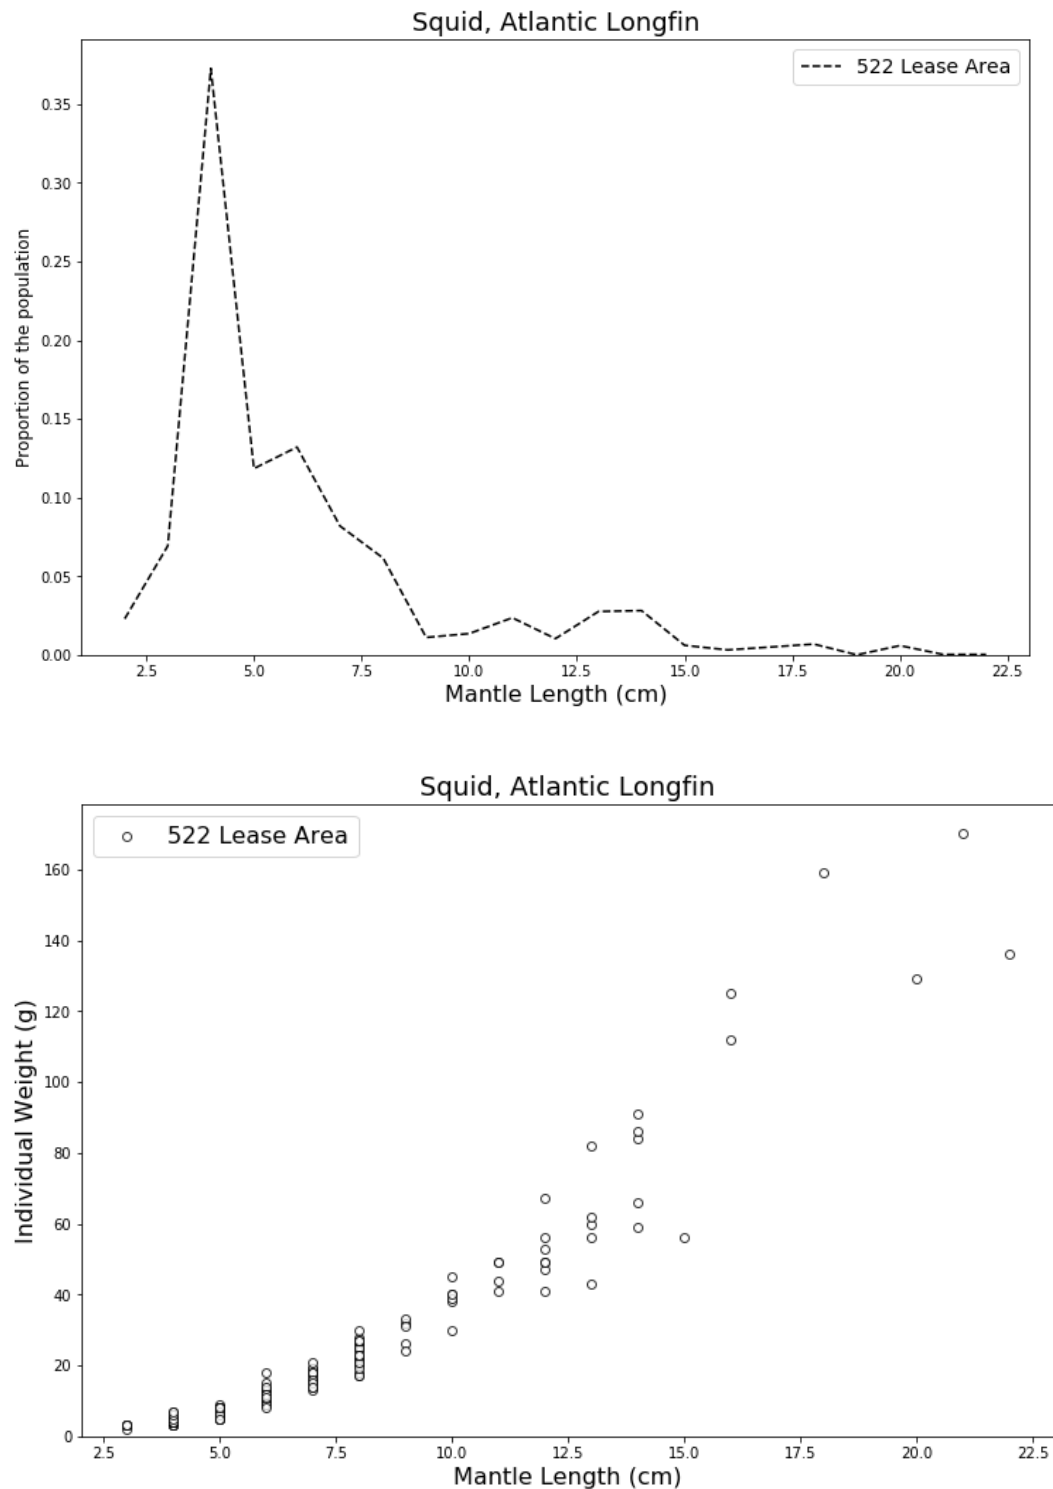 Squid, Atlantic Longfin
522 Lease Area
Proportion of the population
0.35
0.30
0.25
0.20
0.15
0.10
0.05
0.00
2.5 5.0 7.5 10.0 12.5 15.0 17.5 20.0 22.5
Mantle Length (cm)
Squid, Atlantic Longfin
522 Lease Area
Individual Weight (g)
160
140
120
100
80
60
40
20
0
2.5 5.0 7.5 10.0 12.5 15.0 17.5 20.0 22.5
Mantle Length (cm)